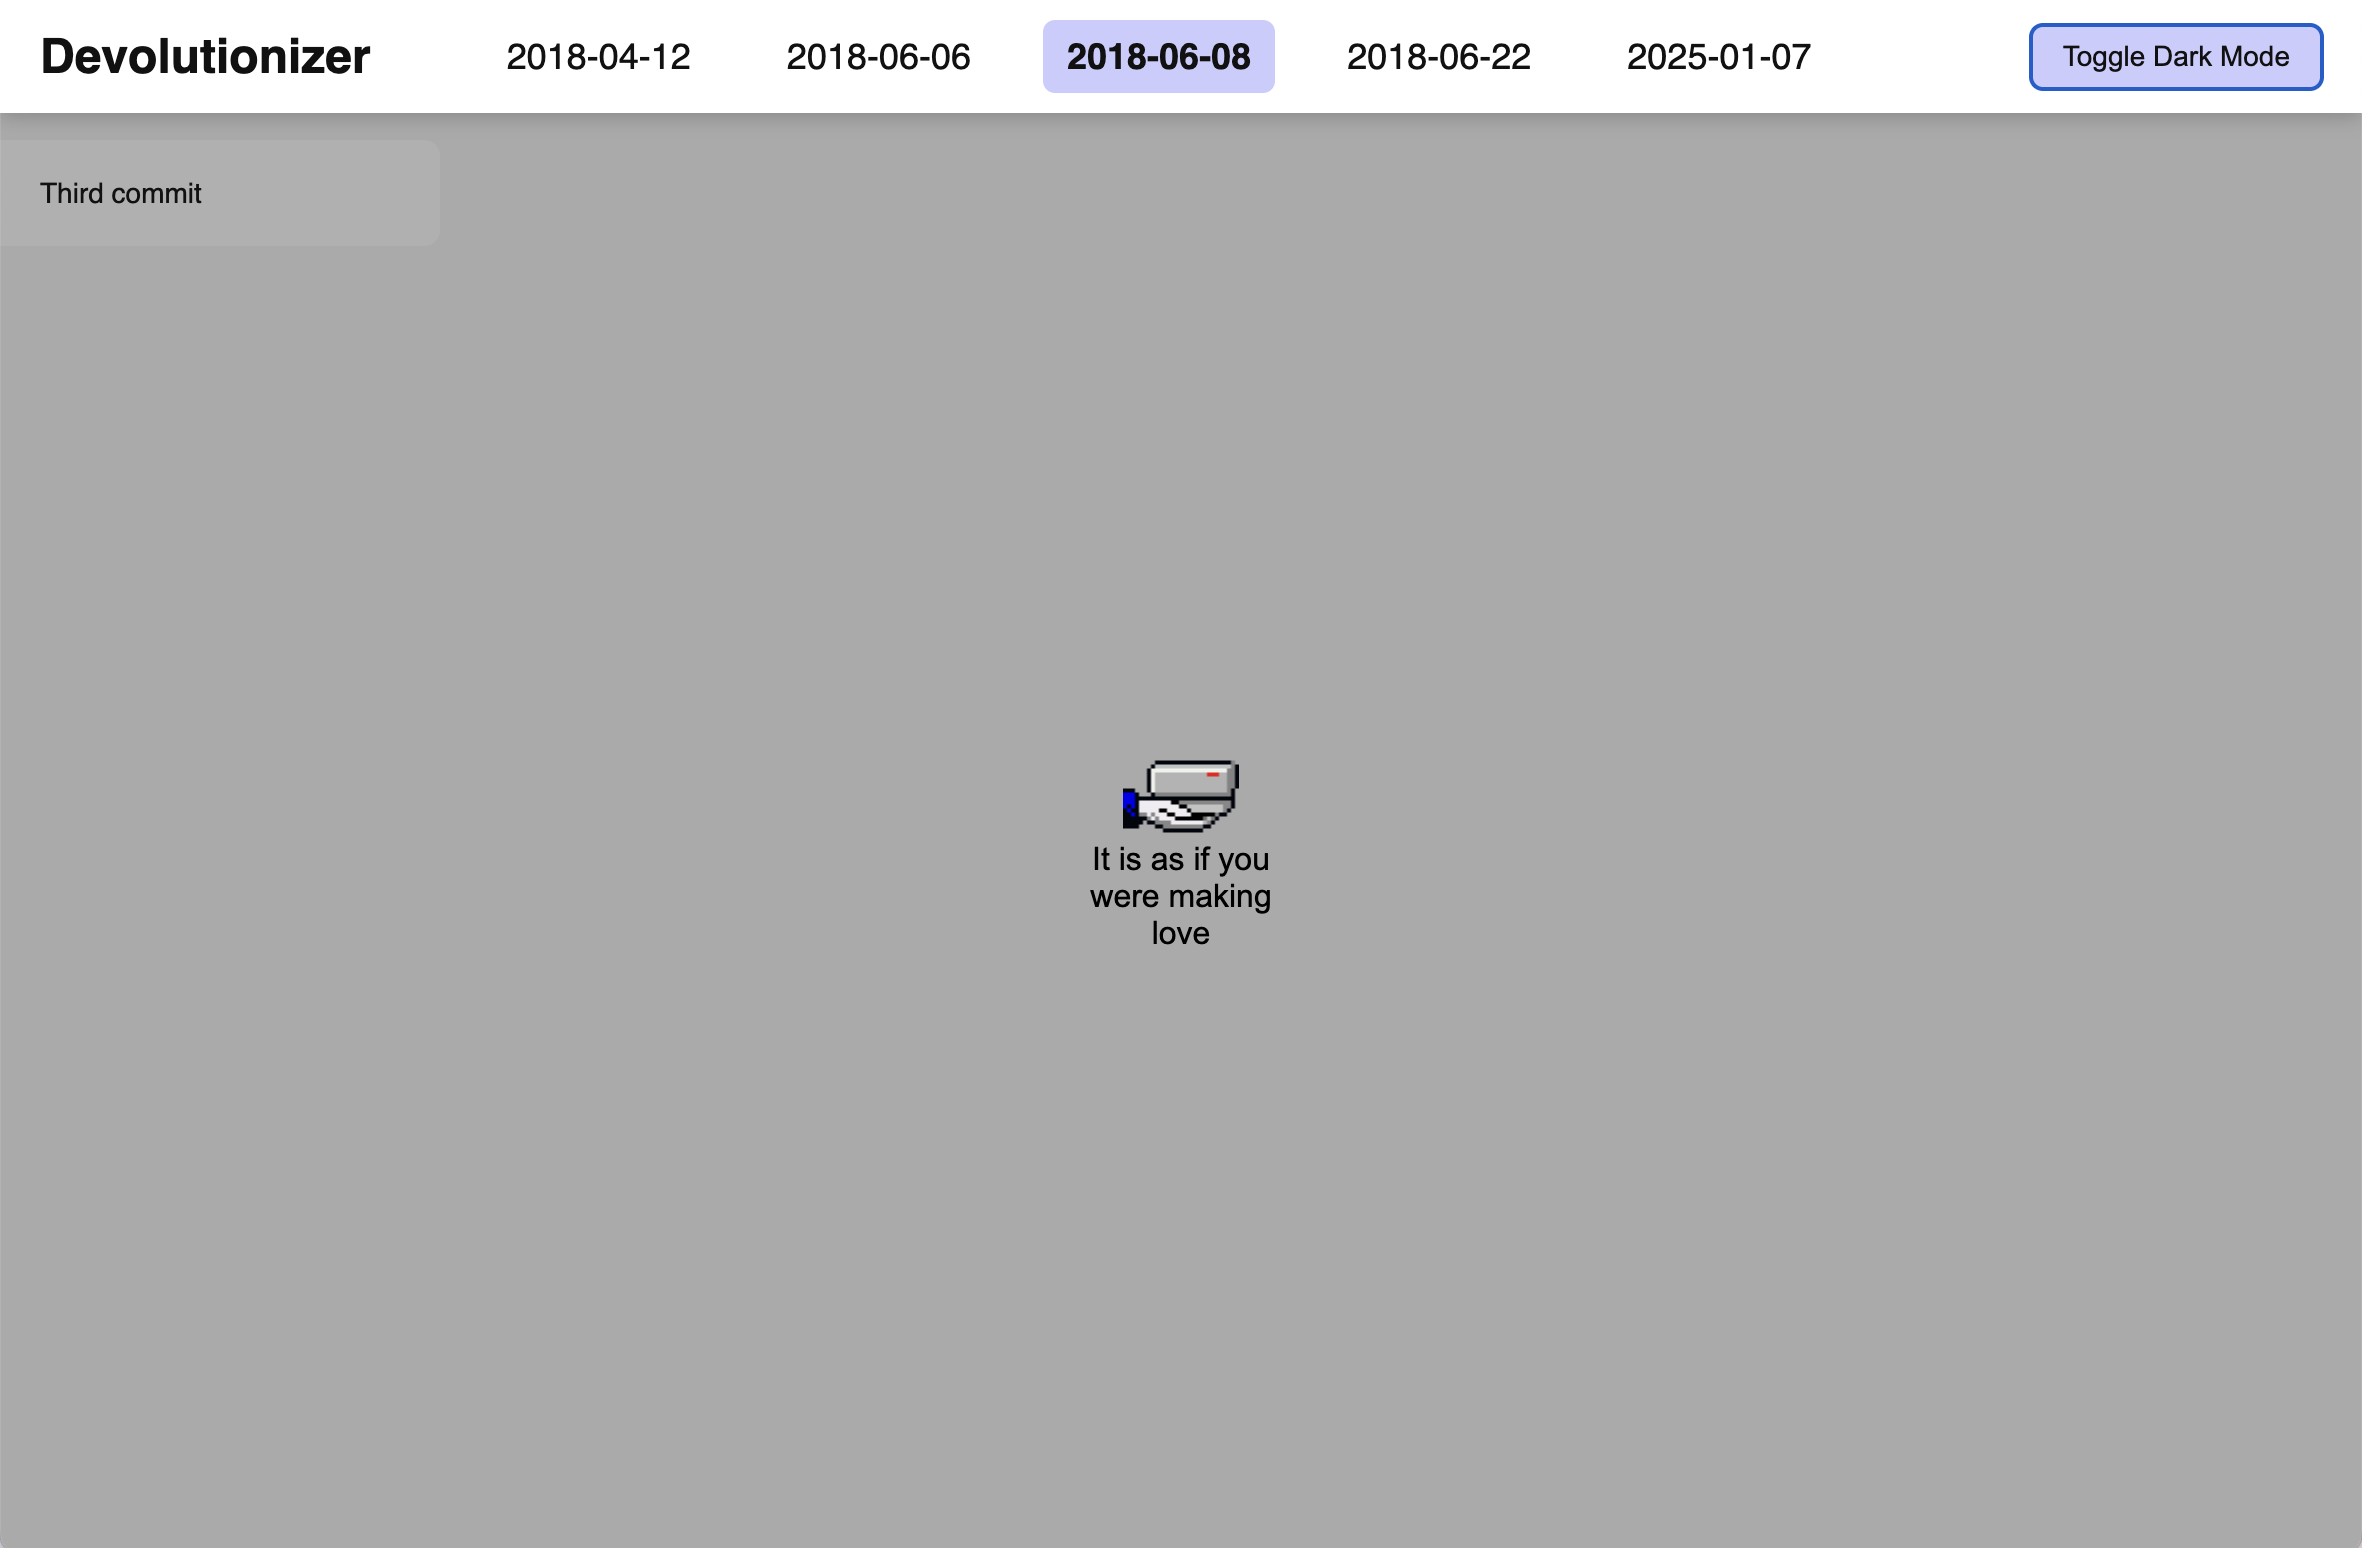 Devolutionizer 2018-04-12 2018-06-06 2018-06-08 2018-06-22 2025-01-07 Toggle Dark Mode
Third commit
It is as if you
were making
love